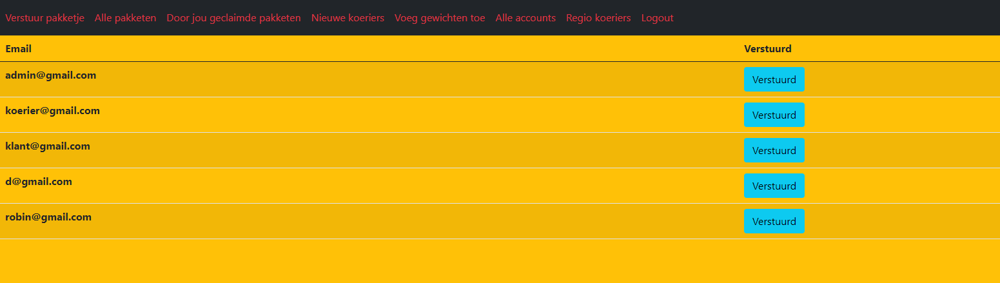 Verstuur pakketje Alle pakketen Door jou geclaimde pakketen Nieuwe koeriers Voeg gewichten toe Alle accounts Regio koeriers Logout
Email Verstuurd
admin@gmail.com Verstuurd
koerier@gmail.com Verstuurd
klant@gmail.com Verstuurd
d@gmail.com Verstuurd
robin@gmail.com Verstuurd